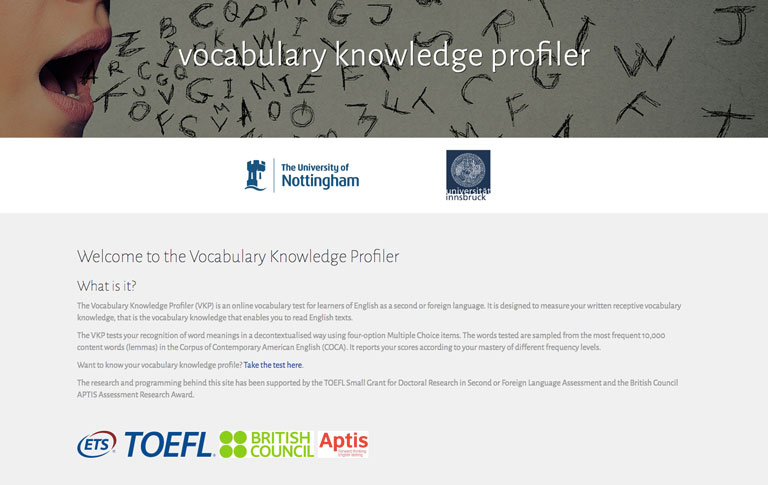 vocabulary knowledge profiler
The University of
Nottingham
universität
innsbruck
Welcome to the Vocabulary Knowledge Profiler
What is it?
The Vocabulary Knowledge Profiler (VKP) is an online vocabulary test for learners of English as a second or foreign language. It is designed to measure your written receptive vocabulary
knowledge, that is the vocabulary knowledge that enables you to read English texts.
The VKP tests your recognition of word meanings in a decontextualised way using four-option Multiple Choice items. The words tested are sampled from the most frequent 10,000
content words (lemmas) in the Corpus of Contemporary American English (COCA). It reports your scores according to your mastery of different frequency levels.
Want to know your vocabulary knowledge profile? Take the test here.
The research and programming behind this site has been supported by the TOEFL Small Grant for Doctoral Research in Second or Foreign Language Assessment and the British Council
APTIS Assessment Research Award.
ETS TOEFL BRITISH COUNCIL Aptis
Forward thinking
English testing